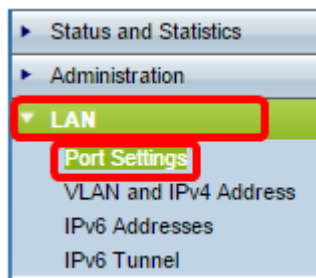 Status and Statistics
Administration
LAN
Port Settings
VLAN and IPv4 Address
IPv6 Addresses
IPv6 Tunnel